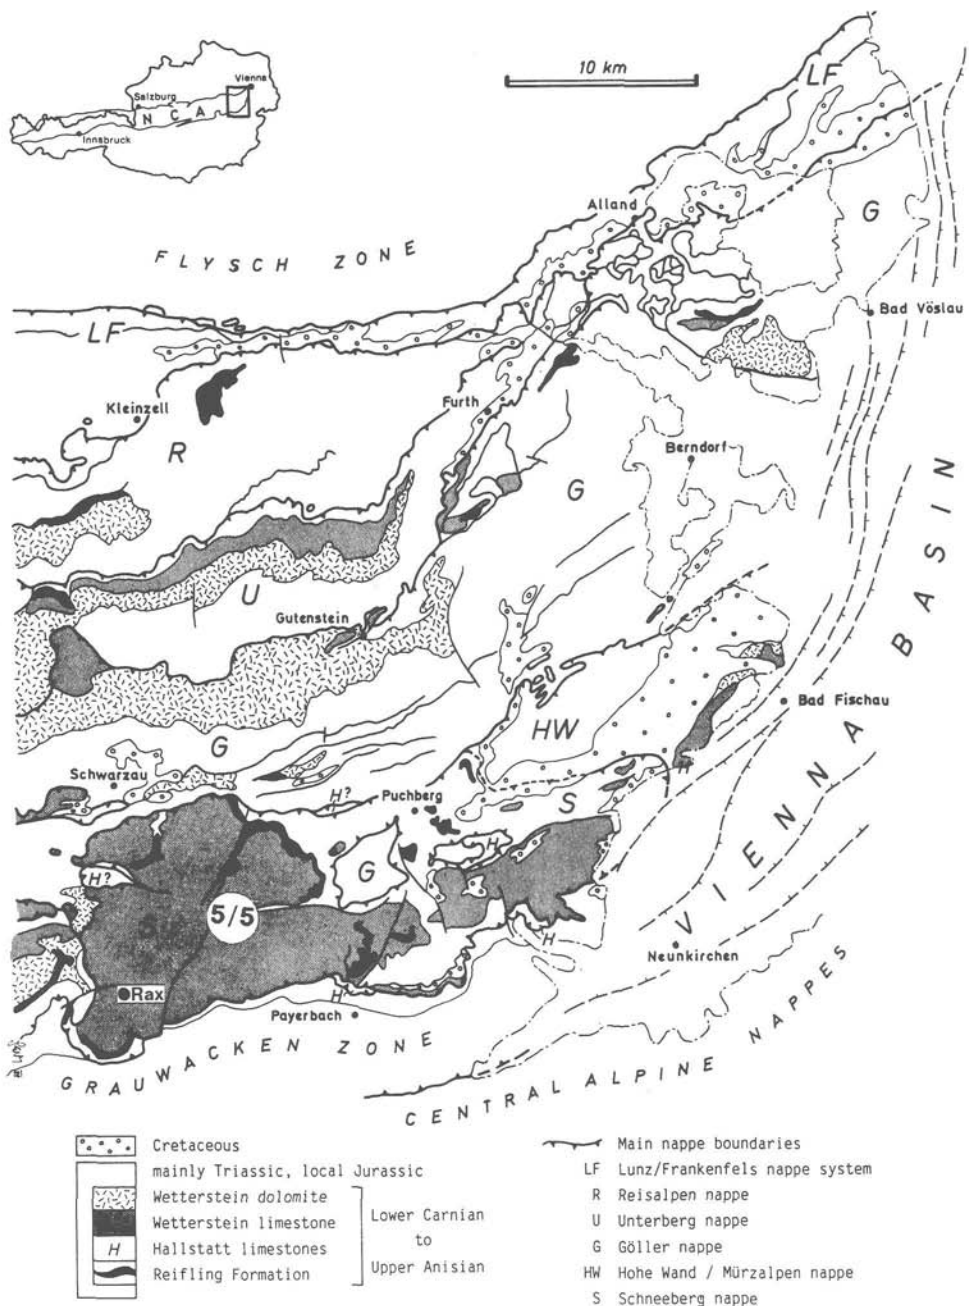 Vienna
Salzburg
N C A
Innsbruck
10 km
LF
Alland
G
FLYSCH ZONE
LF
Bad Vöslau
Kleinzell
Furth
R
Berndorf
G
U
Gutenstein
Bad Fischau
HW
G
Schwarzau
H?
Puchberg
S
H
H
G
H?
5/5
H
VIENNA BASIN
Neunkirchen
Rax
H
Payerbach
GRAUWACKEN ZONE
CENTRAL ALPINE NAPPES
Cretaceous
mainly Triassic, local Jurassic
Wetterstein dolomite
Wetterstein limestone
Hallstatt limestones
Reifling Formation
Lower Carnian
to
Upper Anisian
Main nappe boundaries
LF Lunz/Frankenfels nappe system
R Reisalpen nappe
U Unterberg nappe
G Göller nappe
HW Hohe Wand / Mürzalpen nappe
S Schneeberg nappe
H